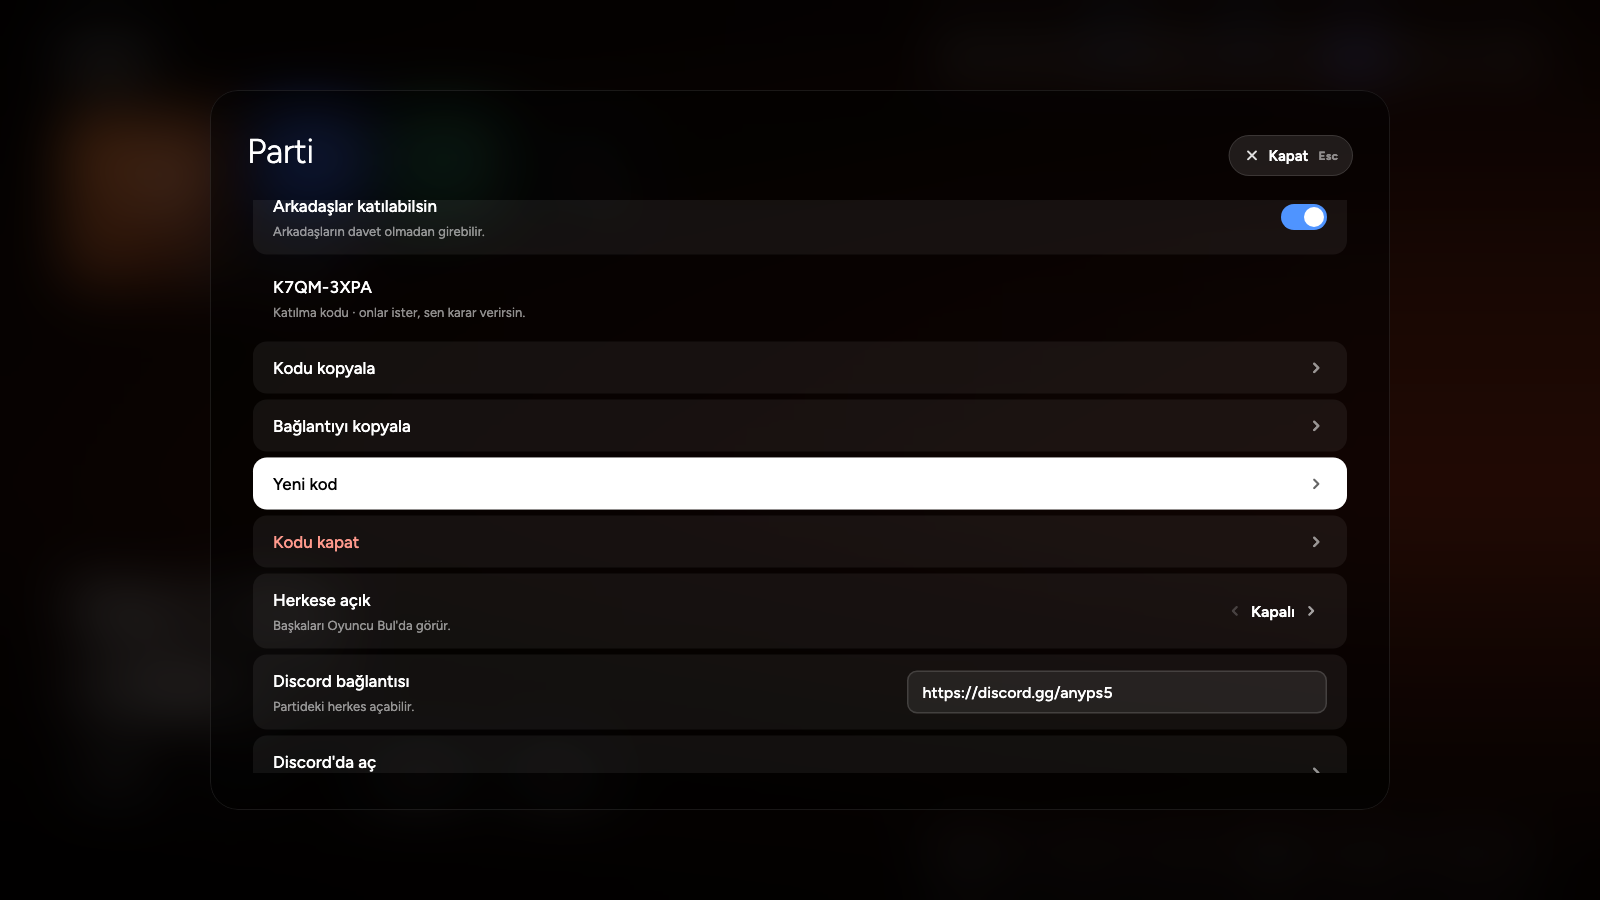 Parti
Kapat Esc
Arkadaşlar katılabilsin
Arkadaşların davet olmadan girebilir.
K7QM-3XPA
Katılma kodu · onlar ister, sen karar verirsin.
Kodu kopyala
Bağlantıyı kopyala
Yeni kod
Kodu kapat
Herkese açık
Başkaları Oyuncu Bul'da görür.
Kapalı
Discord bağlantısı
Partideki herkes açabilir.
https://discord.gg/anyps5
Discord'da aç